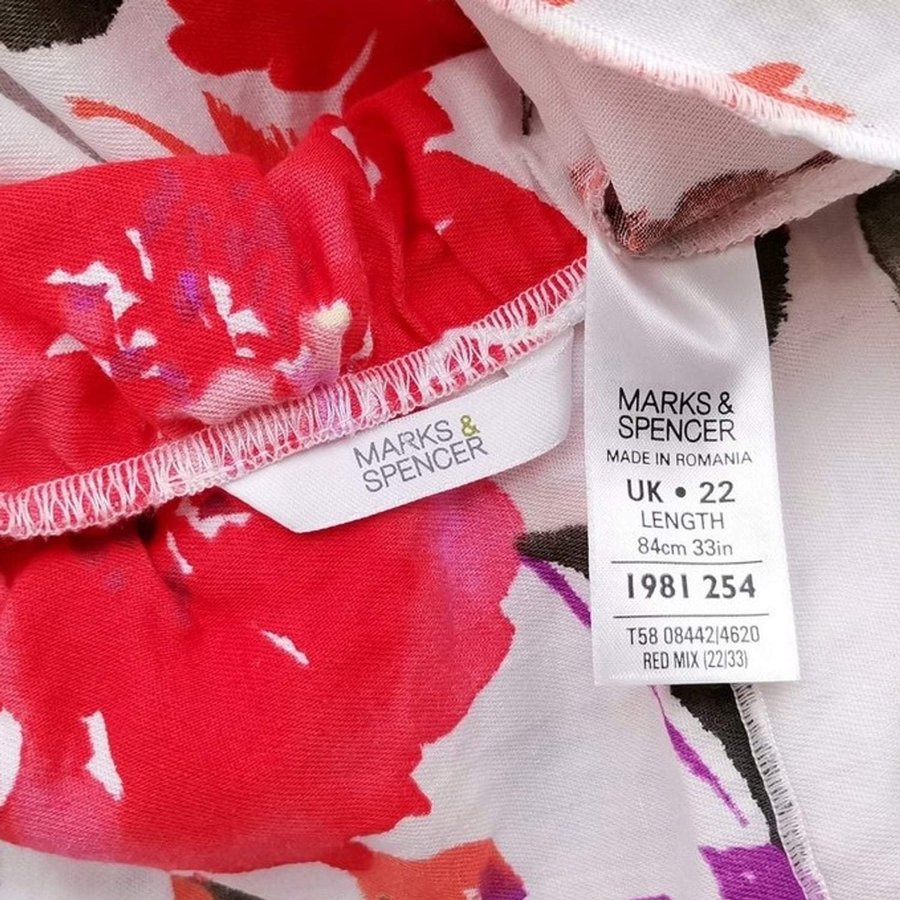 MARKS &
SPENCER
MARKS &
SPENCER
MADE IN ROMANIA
UK • 22
LENGTH
84cm 33in
1981 254
T58 08442/4620
RED MIX (22/33)